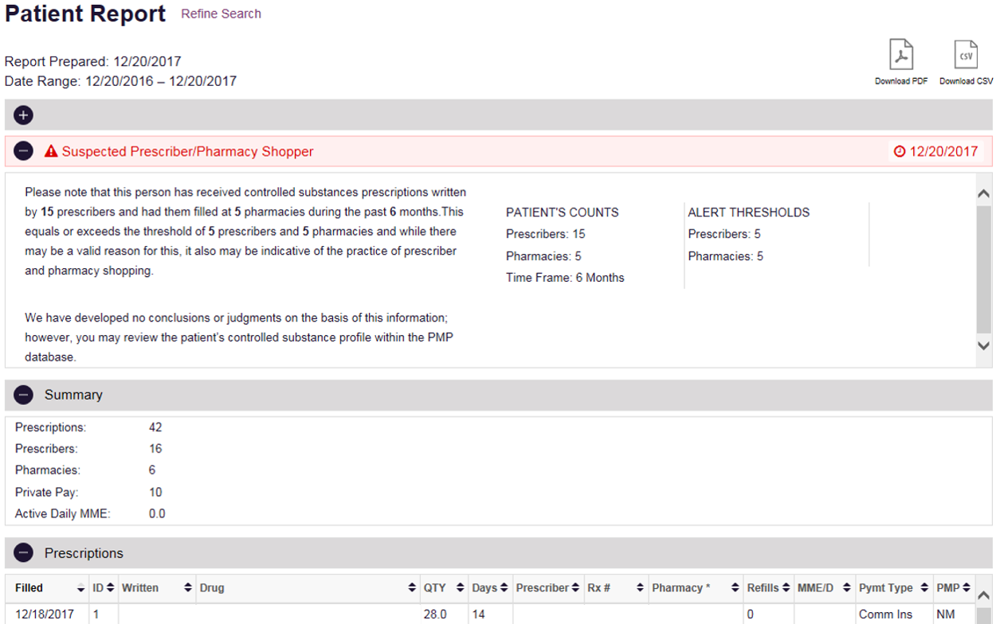 Patient Report Refine Search
Report Prepared: 12/20/2017
Date Range: 12/20/2016 – 12/20/2017
CSV
Download PDF Download CSV
Suspected Prescriber/Pharmacy Shopper 12/20/2017
Please note that this person has received controlled substances prescriptions written
by 15 prescribers and had them filled at 5 pharmacies during the past 6 months.This
equals or exceeds the threshold of 5 prescribers and 5 pharmacies and while there
may be a valid reason for this, it also may be indicative of the practice of prescriber
and pharmacy shopping.
We have developed no conclusions or judgments on the basis of this information;
however, you may review the patient's controlled substance profile within the PMP
database.
PATIENT'S COUNTS
Prescribers: 15
Pharmacies: 5
Time Frame: 6 Months
ALERT THRESHOLDS
Prescribers: 5
Pharmacies: 5
Summary
Prescriptions: 42
Prescribers: 16
Pharmacies: 6
Private Pay: 10
Active Daily MME: 0.0
Prescriptions
Filled ID Written Drug QTY Days Prescriber Rx # Pharmacy * Refills MME/D Pymt Type PMP
12/18/2017 1 28.0 14 0 Comm Ins NM